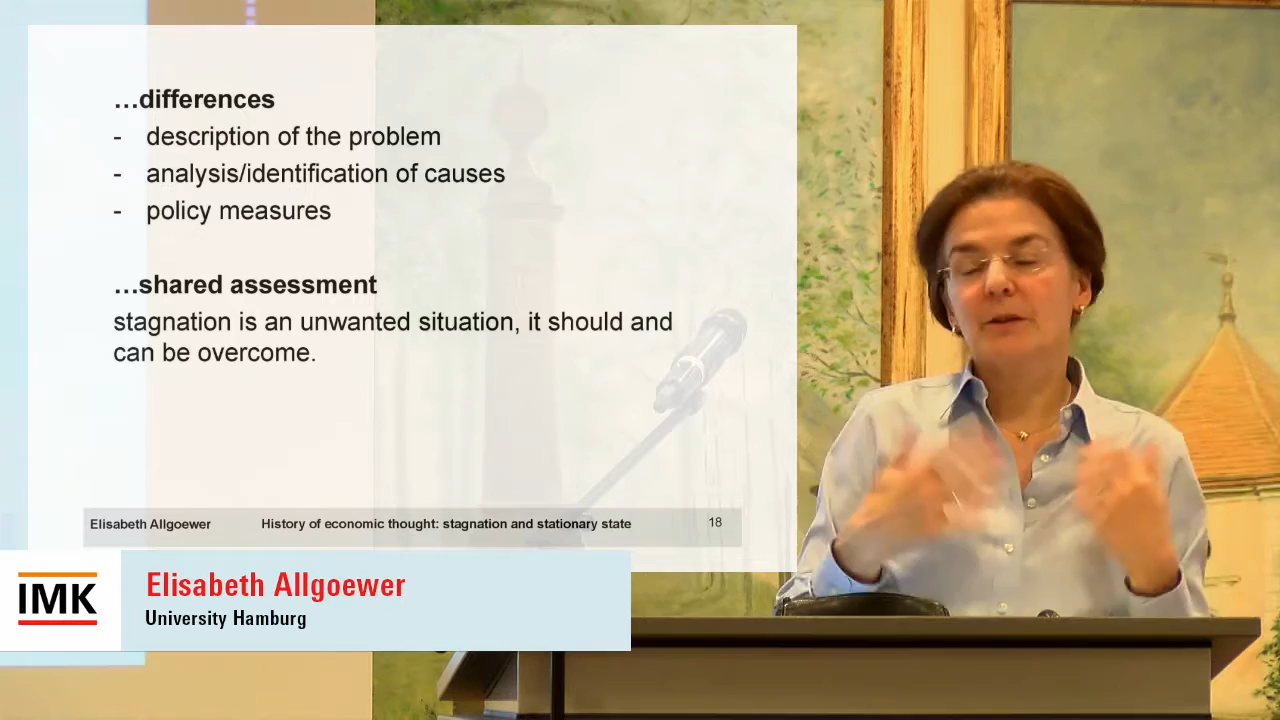 …differences
- description of the problem
- analysis/identification of causes
- policy measures
…shared assessment
stagnation is an unwanted situation, it should and
can be overcome.
Elisabeth Allgoewer History of economic thought: stagnation and stationary state 18
IMK
Elisabeth Allgoewer
University Hamburg